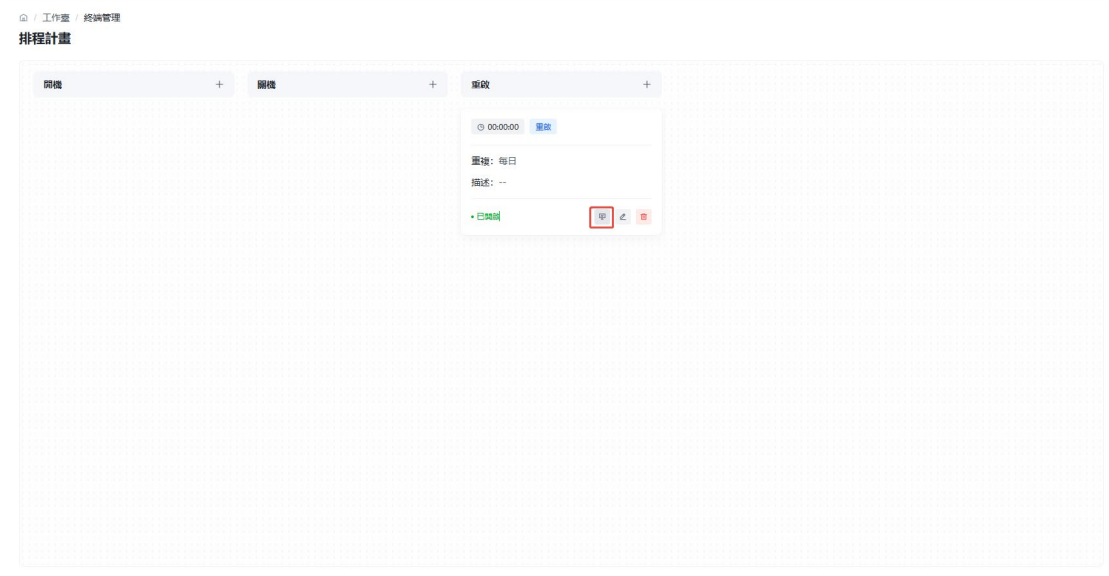 / 工作臺 / 終端管理
排程計畫
開機 +
關機 +
重啟 +
00:00:00 重啟
重複：每日
描述：--
• 已開啟